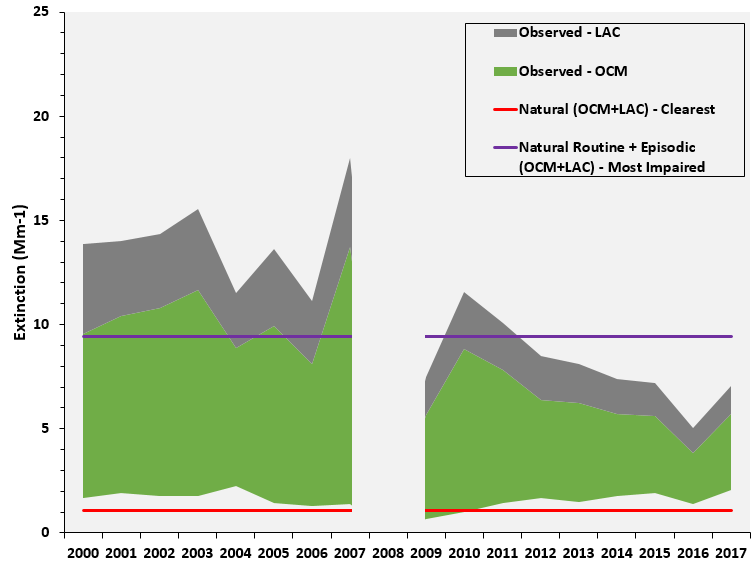 25
20
15
10
5
0
Extinction (Mm-1)
Observed - LAC
Observed - OCM
Natural (OCM+LAC) - Clearest
Natural Routine + Episodic
(OCM+LAC) - Most Impaired
2000 2001 2002 2003 2004 2005 2006 2007 2008 2009 2010 2011 2012 2013 2014 2015 2016 2017